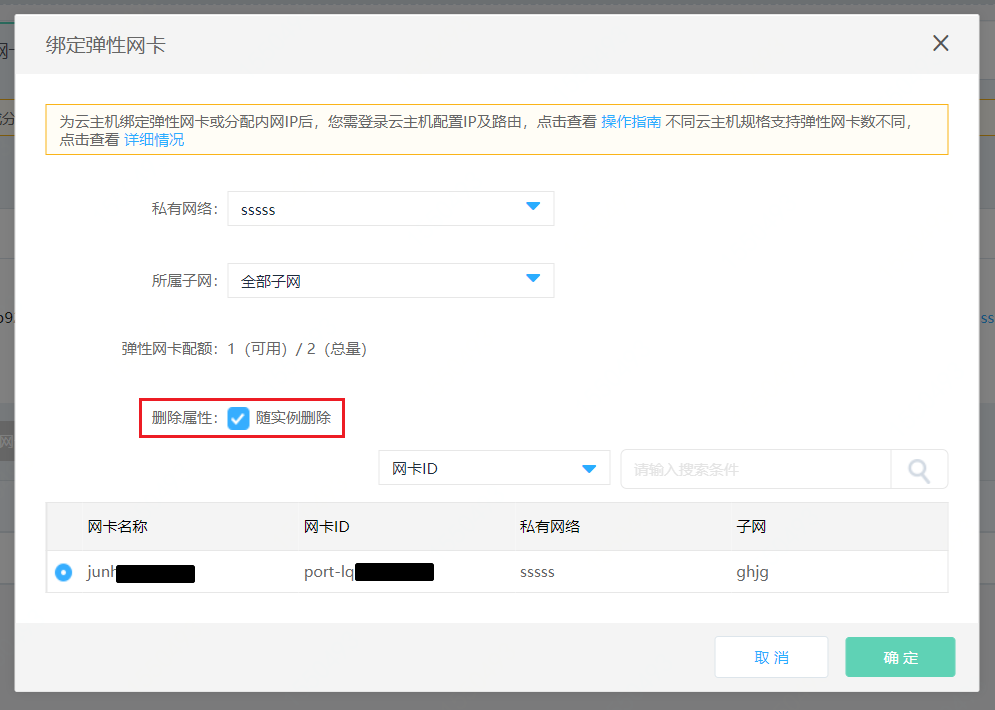 绑定弹性网卡
为云主机绑定弹性网卡或分配内网IP后，您需登录云主机配置IP及路由，点击查看 操作指南 不同云主机规格支持弹性网卡数不同，
点击查看 详细情况
私有网络： sssss
所属子网： 全部子网
弹性网卡配额： 1（可用）/ 2（总量）
删除属性： 随实例删除
网卡ID 请输入搜索条件
网卡名称 网卡ID 私有网络 子网
junh port-lq sssss ghjg
取 消 确 定